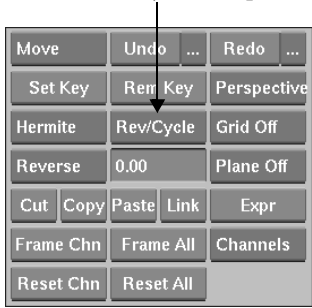 Move Undo ... Redo ...
Set Key Rem Key Perspective
Hermite Rev/Cycle Grid Off
Reverse 0.00 Plane Off
Cut Copy Paste Link Expr
Frame Chn Frame All Channels
Reset Chn Reset All